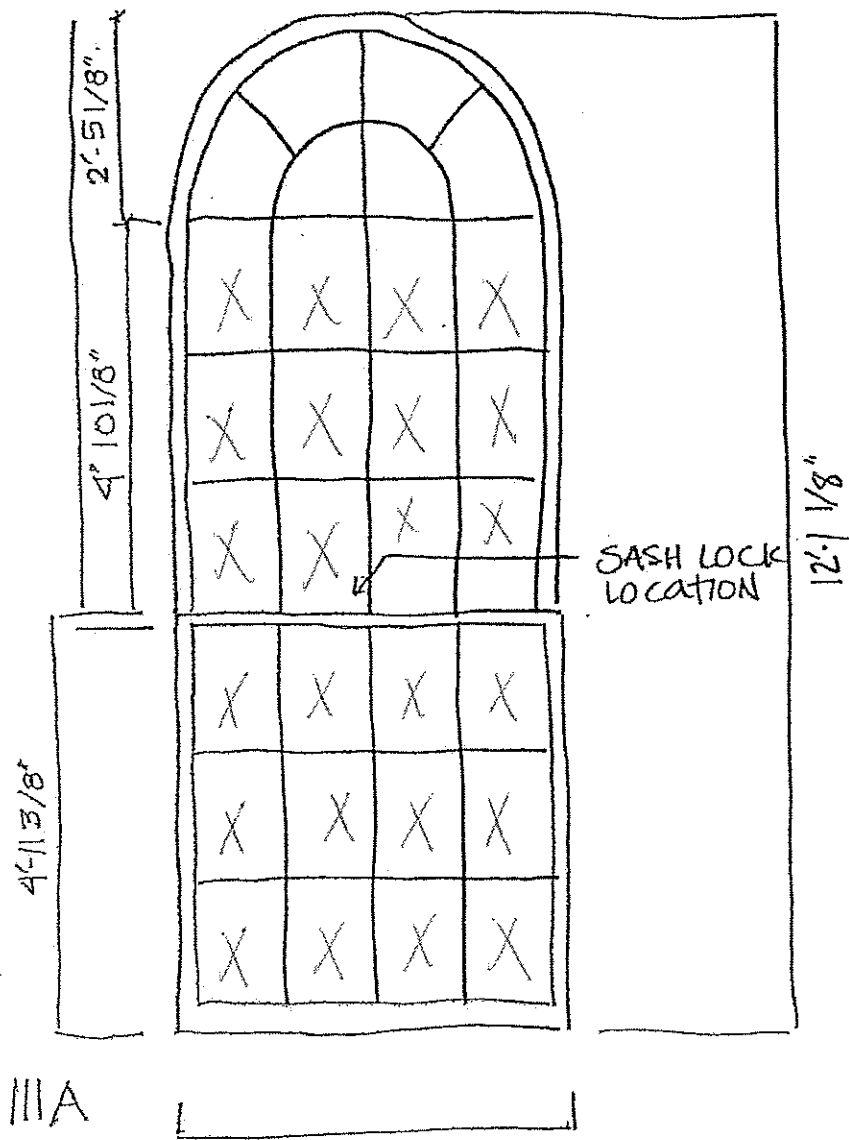 2'-5 1/8"
4" 10 1/8"
X X X X
X X X X
X X X X
SASH LOCK
LOCATION
12'-1 1/8"
X X X X
X X X X
X X X X
4'-11 3/8"
IIIA